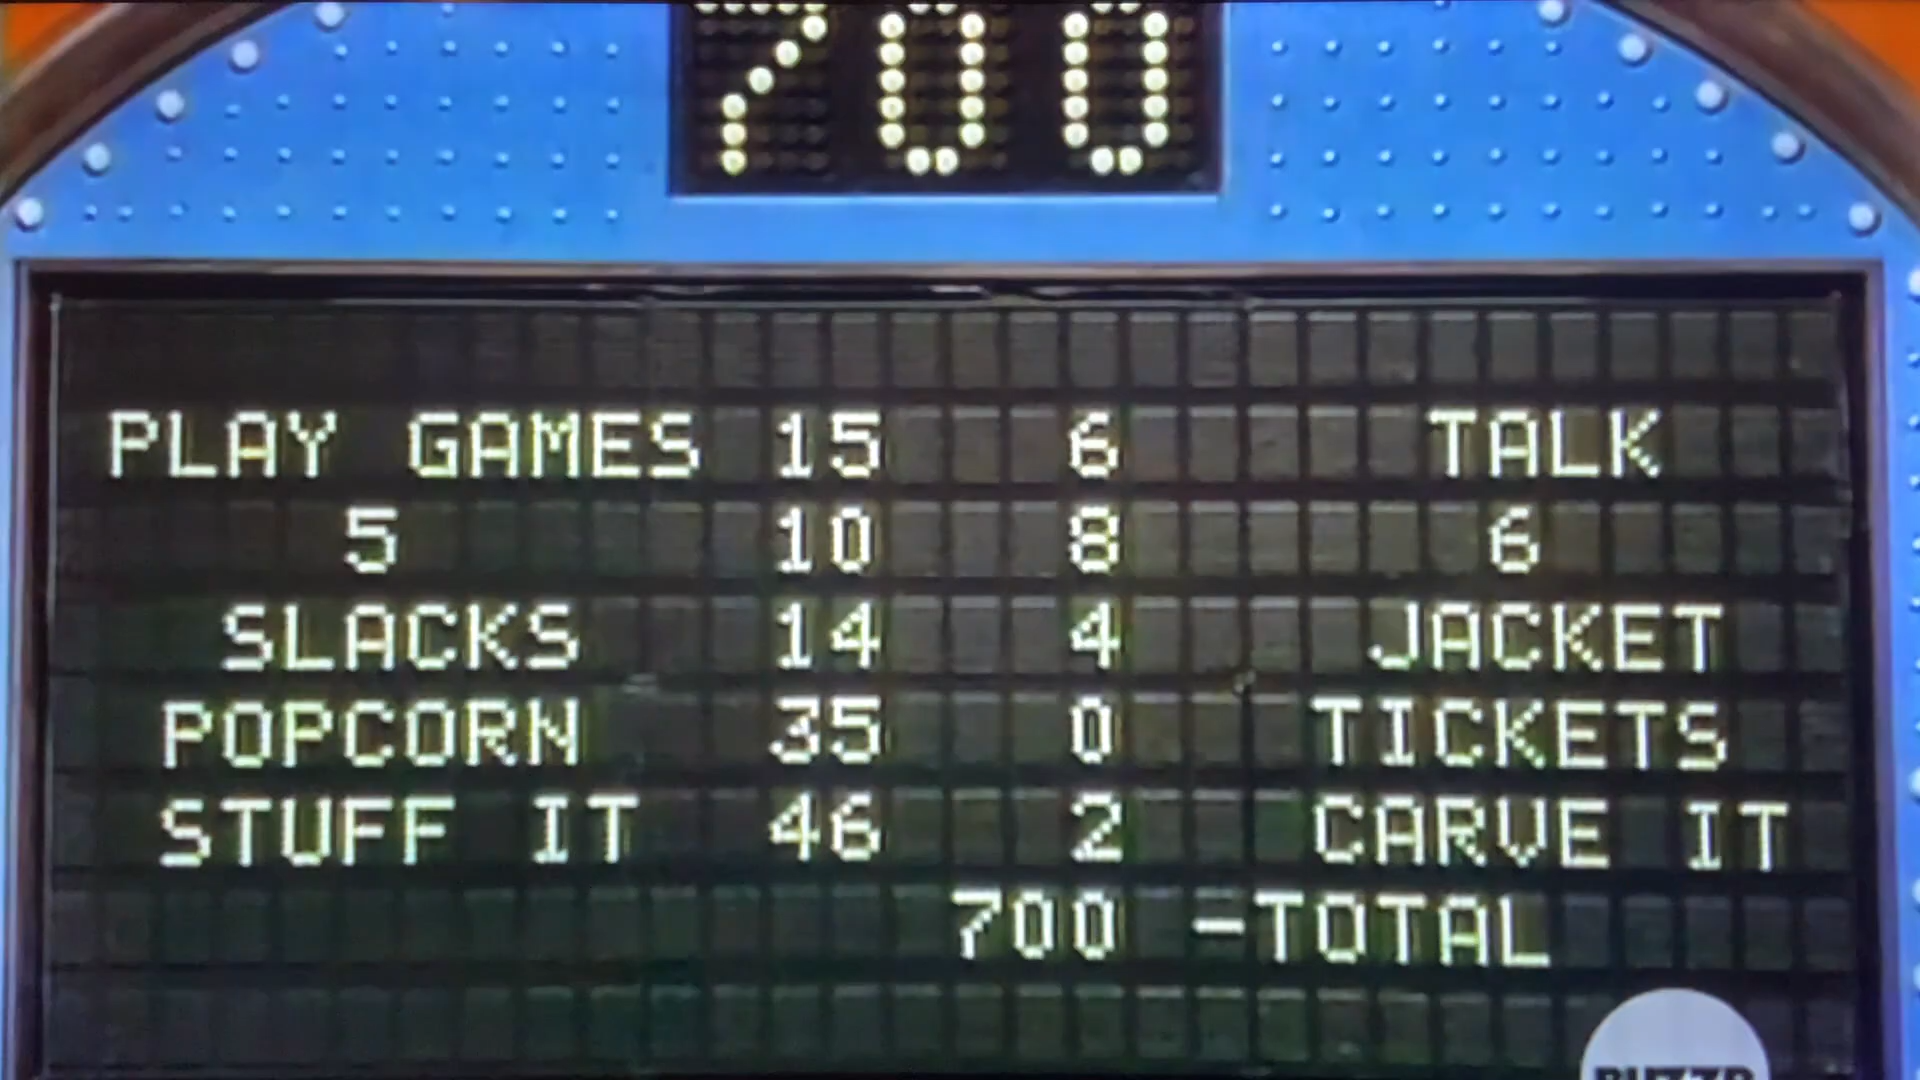 700
PLAY GAMES 15 6 TALK
5 10 8 6
SLACKS 14 4 JACKET
POPCORN 35 0 TICKETS
STUFF IT 46 2 CARVE IT
700 -TOTAL
BUZZR